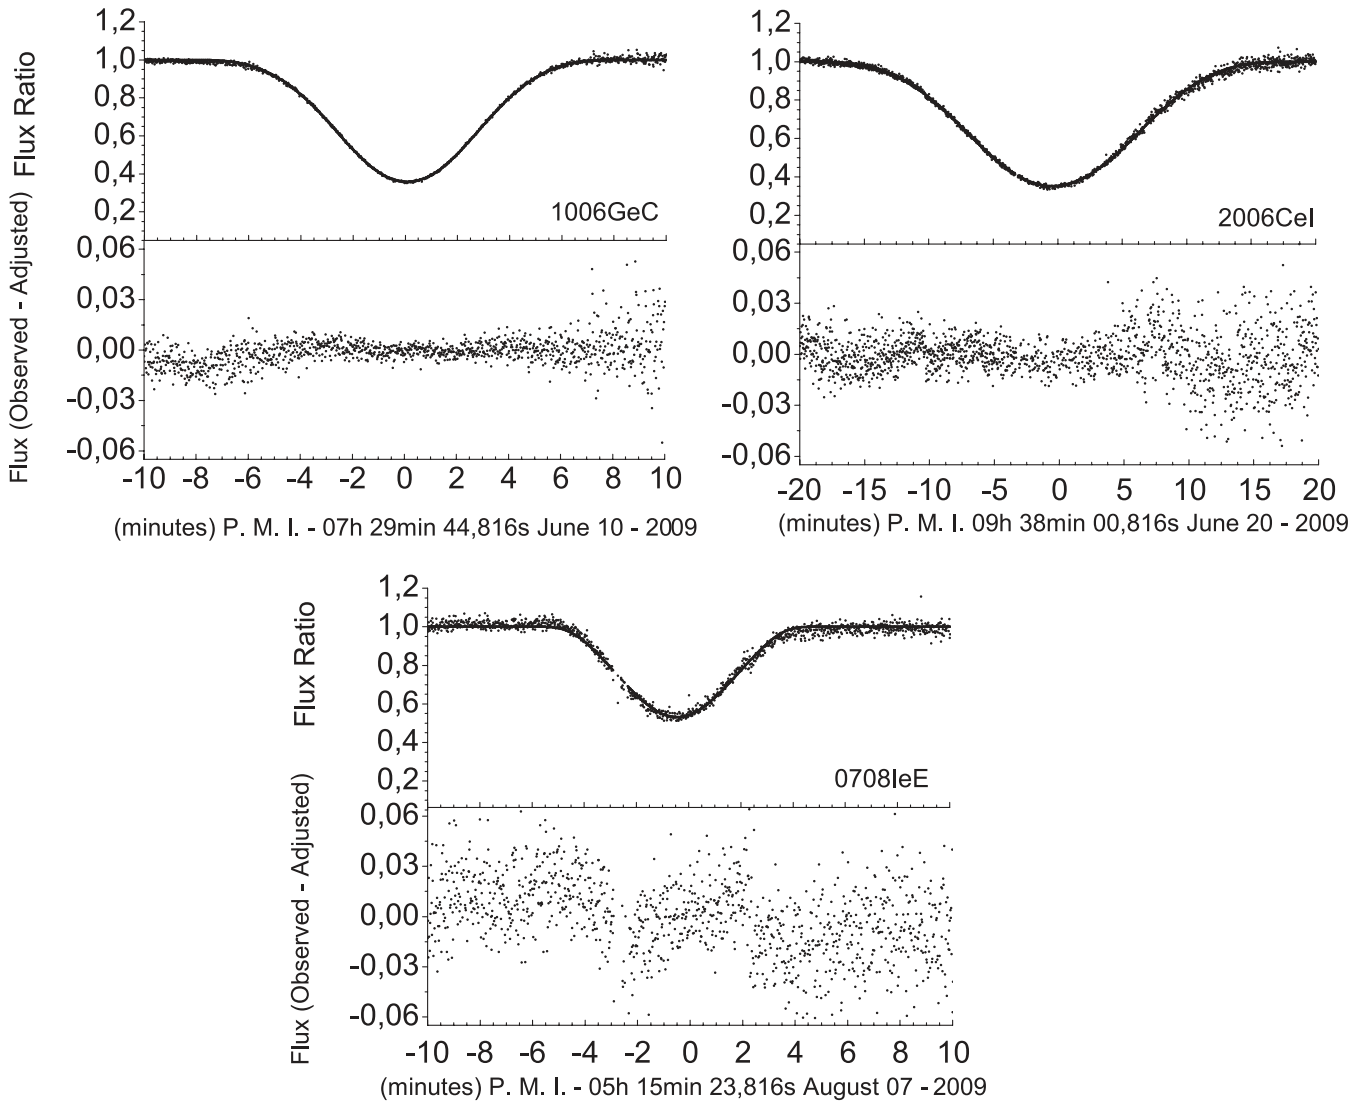 Flux Ratio
Flux (Observed - Adjusted)
1,2
1,0
0,8
0,6
0,4
0,2
1006GeC
0,06
0,03
0,00
-0,03
-0,06
-10 -8 -6 -4 -2 0 2 4 6 8 10
(minutes) P. M. I. - 07h 29min 44,816s June 10 - 2009
1,2
1,0
0,8
0,6
0,4
0,2
2006CeI
0,06
0,03
0,00
-0,03
-0,06
-20 -15 -10 -5 0 5 10 15 20
(minutes) P. M. I. 09h 38min 00,816s June 20 - 2009
Flux Ratio
Flux (Observed - Adjusted)
1,2
1,0
0,8
0,6
0,4
0,2
0708IeE
0,06
0,03
0,00
-0,03
-0,06
-10 -8 -6 -4 -2 0 2 4 6 8 10
(minutes) P. M. I. - 05h 15min 23,816s August 07 - 2009